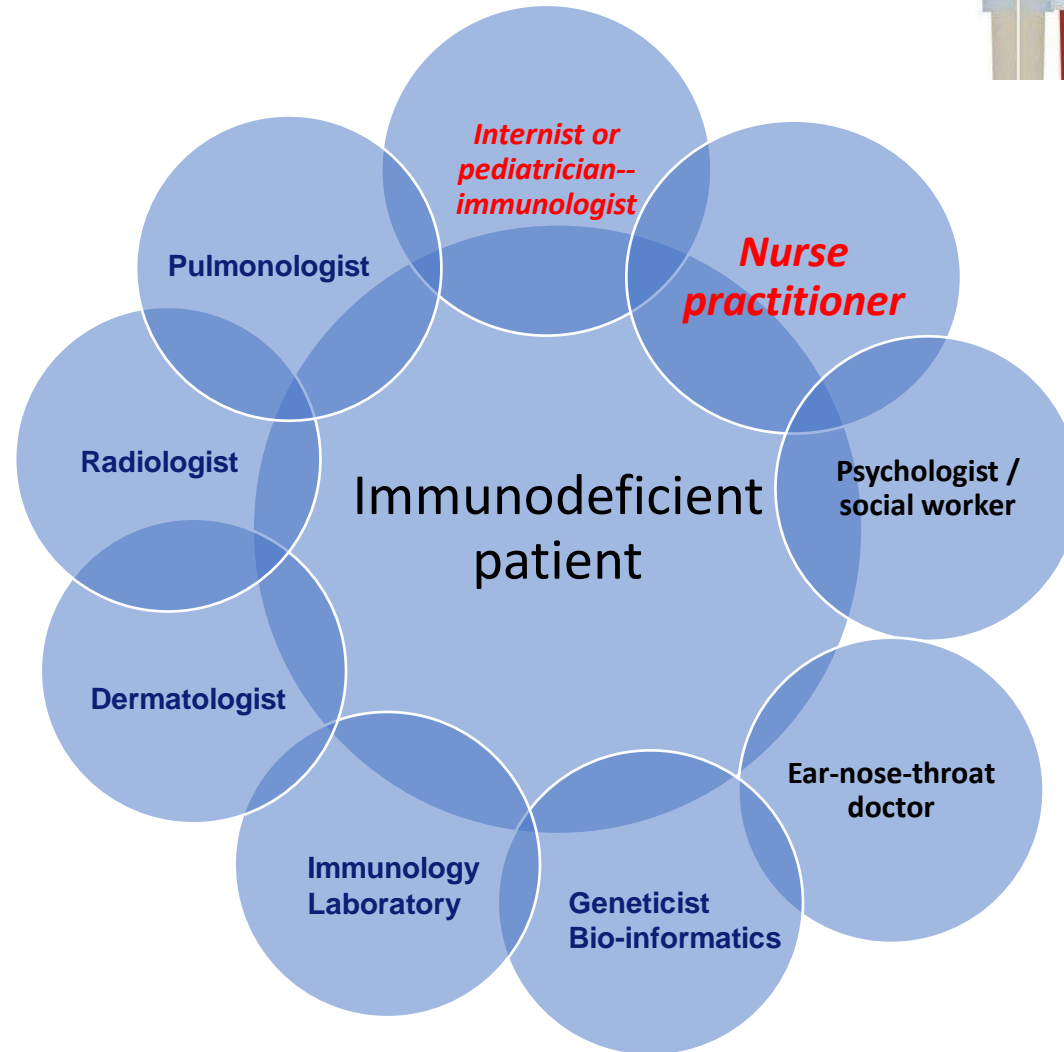 Internist or
pediatrician--
immunologist
Nurse
practitioner
Pulmonologist
Radiologist
Psychologist /
social worker
Immunodeficient
patient
Dermatologist
Ear-nose-throat
doctor
Immunology
Laboratory
Geneticist
Bio-informatics